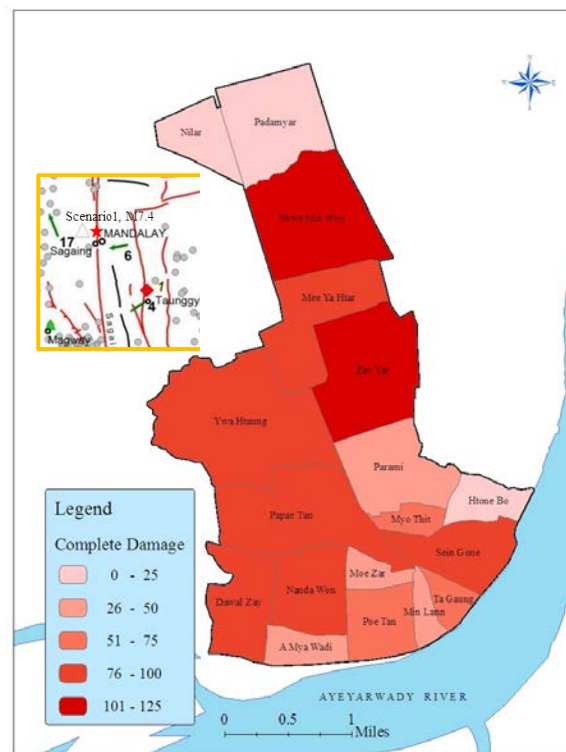 Padamyar
Nilar
Scenario1, M7.4
17
MANDALAY
Sagaing
6
4
Taunggy
Sagai
Magway
Mee Ya Htar
Zay Yar
Ywa Htaung
Parami
Htone Bo
Papae Tan
Myo Thit
Sein Gone
Moe Zar
Nanda Won
Dawal Zay
Ta Gaung
Min Lann
Poe Tan
A Mya Wadi
Legend
Complete Damage
0 - 25
26 - 50
51 - 75
76 - 100
101 - 125
AYEYARWADY RIVER
0 0.5 1
Miles